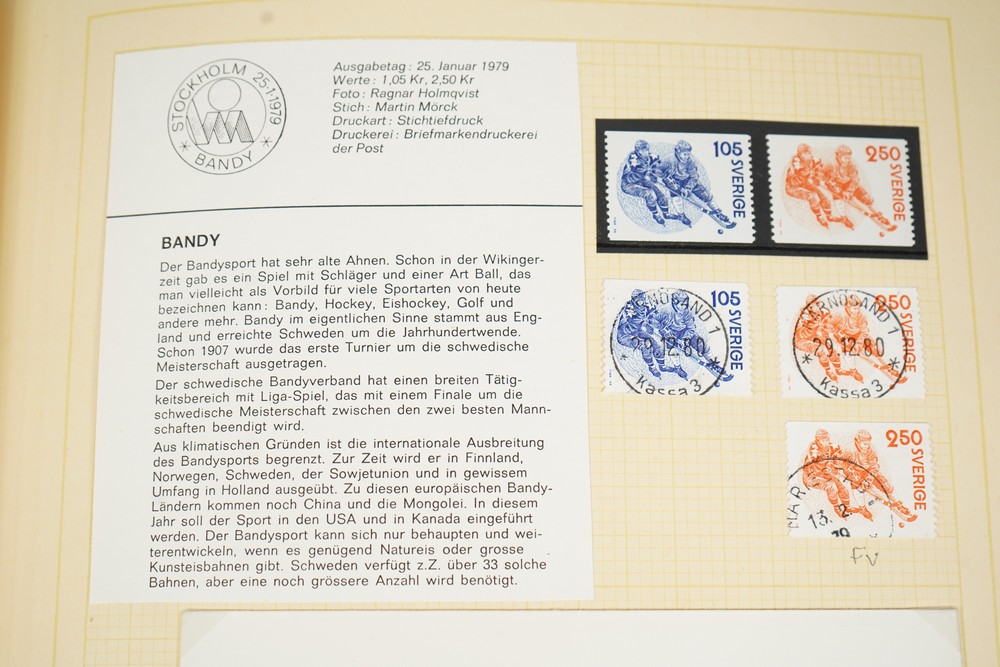 STOCKHOLM 25·1·1979
BANDY
Ausgabetag: 25. Januar 1979
Werte: 1,05 Kr, 2,50 Kr
Foto: Ragnar Holmqvist
Stich: Martin Mörck
Druckart: Stichtiefdruck
Druckerei: Briefmarkendruckerei
der Post
BANDY
Der Bandysport hat sehr alte Ahnen. Schon in der Wikinger-
zeit gab es ein Spiel mit Schläger und einer Art Ball, das
man vielleicht als Vorbild für viele Sportarten von heute
bezeichnen kann: Bandy, Hockey, Eishockey, Golf und
andere mehr. Bandy im eigentlichen Sinne stammt aus Eng-
land und erreichte Schweden um die Jahrhundertwende.
Schon 1907 wurde das erste Turnier um die schwedische
Meisterschaft ausgetragen.
Der schwedische Bandyverband hat einen breiten Tätig-
keitsbereich mit Liga-Spiel, das mit einem Finale um die
schwedische Meisterschaft zwischen den zwei besten Mann-
schaften beendigt wird.
Aus klimatischen Gründen ist die internationale Ausbreitung
des Bandysports begrenzt. Zur Zeit wird er in Finnland,
Norwegen, Schweden, der Sowjetunion und in gewissem
Umfang in Holland ausgeübt. Zu diesen europäischen Bandy-
Ländern kommen noch China und die Mongolei. In diesem
Jahr soll der Sport in den USA und in Kanada eingeführt
werden. Der Bandysport kann sich nur behaupten und wei-
terentwickeln, wenn es genügend Natureis oder grosse
Kunsteisbahnen gibt. Schweden verfügt z.Z. über 33 solche
Bahnen, aber eine noch grössere Anzahl wird benötigt.
105 SVERIGE
250 SVERIGE
105 SVERIGE
HÄRNÖSAND 1
29.12.80
Kassa 3
250 SVERIGE
HÄRNÖSAND 1
29.12.80
Kassa 3
250 SVERIGE
13. 2.
79
FV